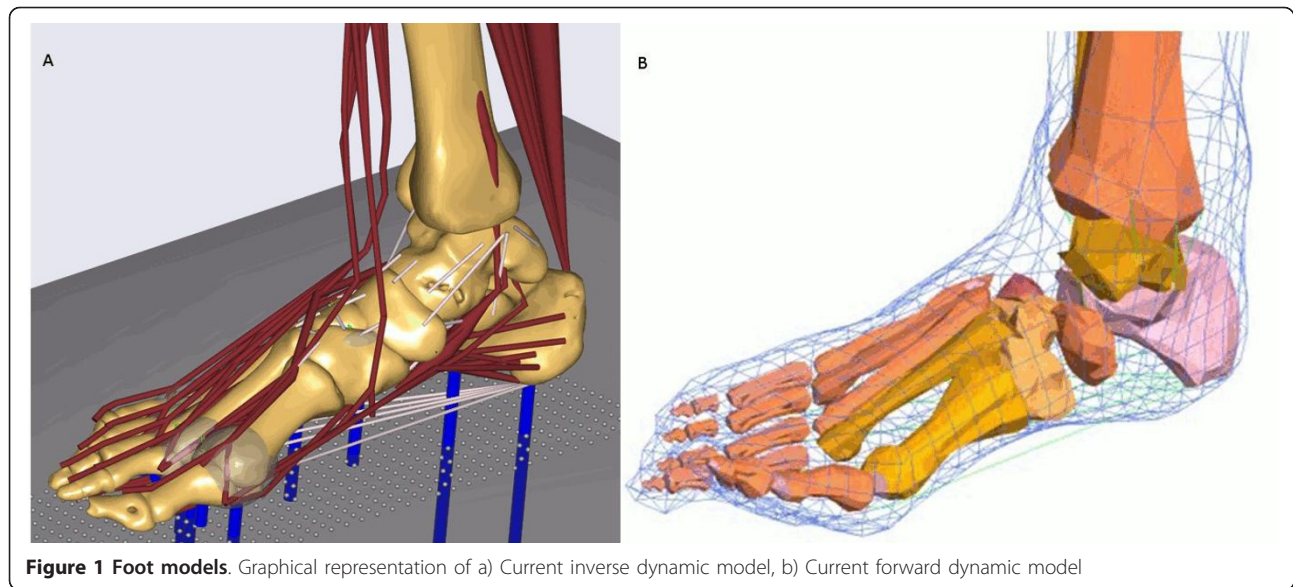 A
B
Figure 1 Foot models. Graphical representation of a) Current inverse dynamic model, b) Current forward dynamic model